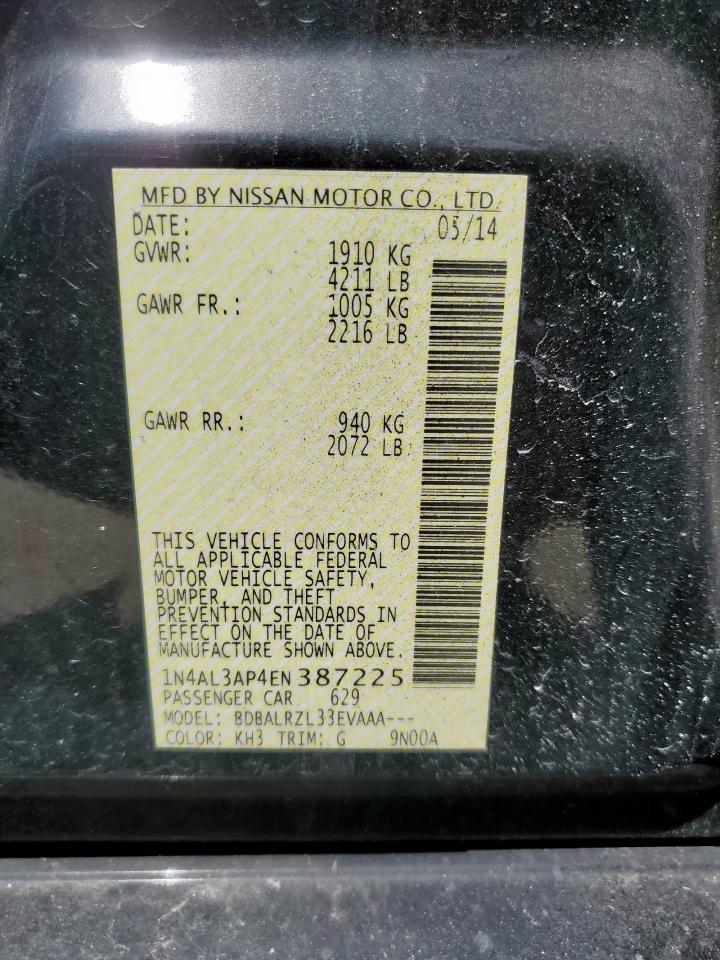 MFD BY NISSAN MOTOR CO., LTD.
DATE: 05/14
GVWR: 1910 KG
4211 LB
GAWR FR.: 1005 KG
2216 LB
GAWR RR.: 940 KG
2072 LB
THIS VEHICLE CONFORMS TO
ALL APPLICABLE FEDERAL
MOTOR VEHICLE SAFETY,
BUMPER, AND THEFT
PREVENTION STANDARDS IN
EFFECT ON THE DATE OF
MANUFACTURE SHOWN ABOVE.
1N4AL3AP4EN387225
PASSENGER CAR 629
MODEL: BDBALRZL33EVAAA---
COLOR: KH3 TRIM: G 9N00A